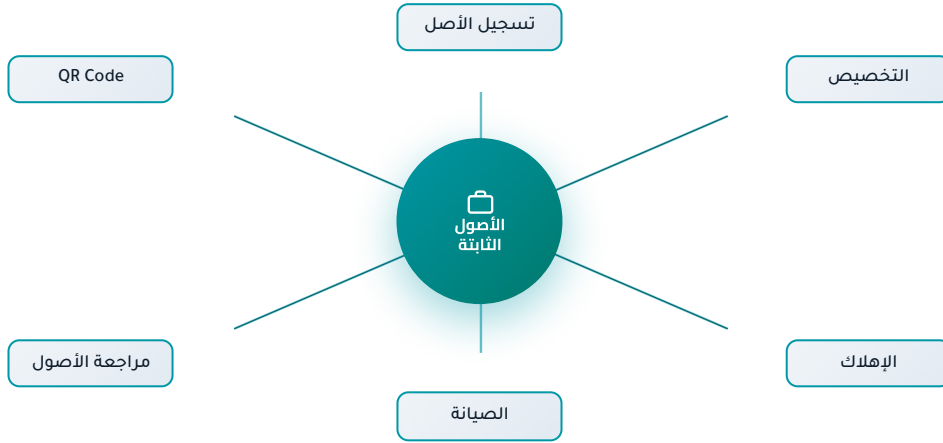 تسجيل الأصل
التخصيص
QR Code
الأصول
الثابتة
الإهلاك
مراجعة الأصول
الصيانة